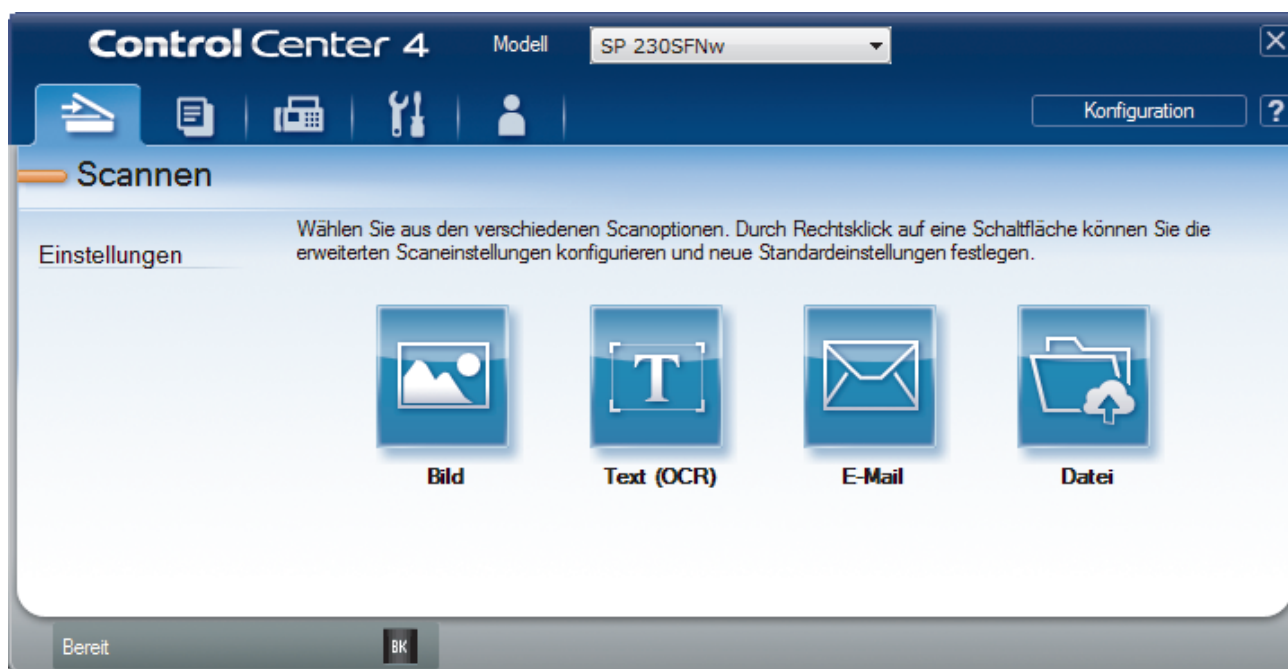 Control Center 4
Modell
SP 230SFNw
Konfiguration
?
Scannen
Einstellungen
Wählen Sie aus den verschiedenen Scanoptionen. Durch Rechtsklick auf eine Schaltfläche können Sie die
erweiterten Scaneinstellungen konfigurieren und neue Standardeinstellungen festlegen.
T
Bild
Text (OCR)
E-Mail
Datei
Bereit
BK